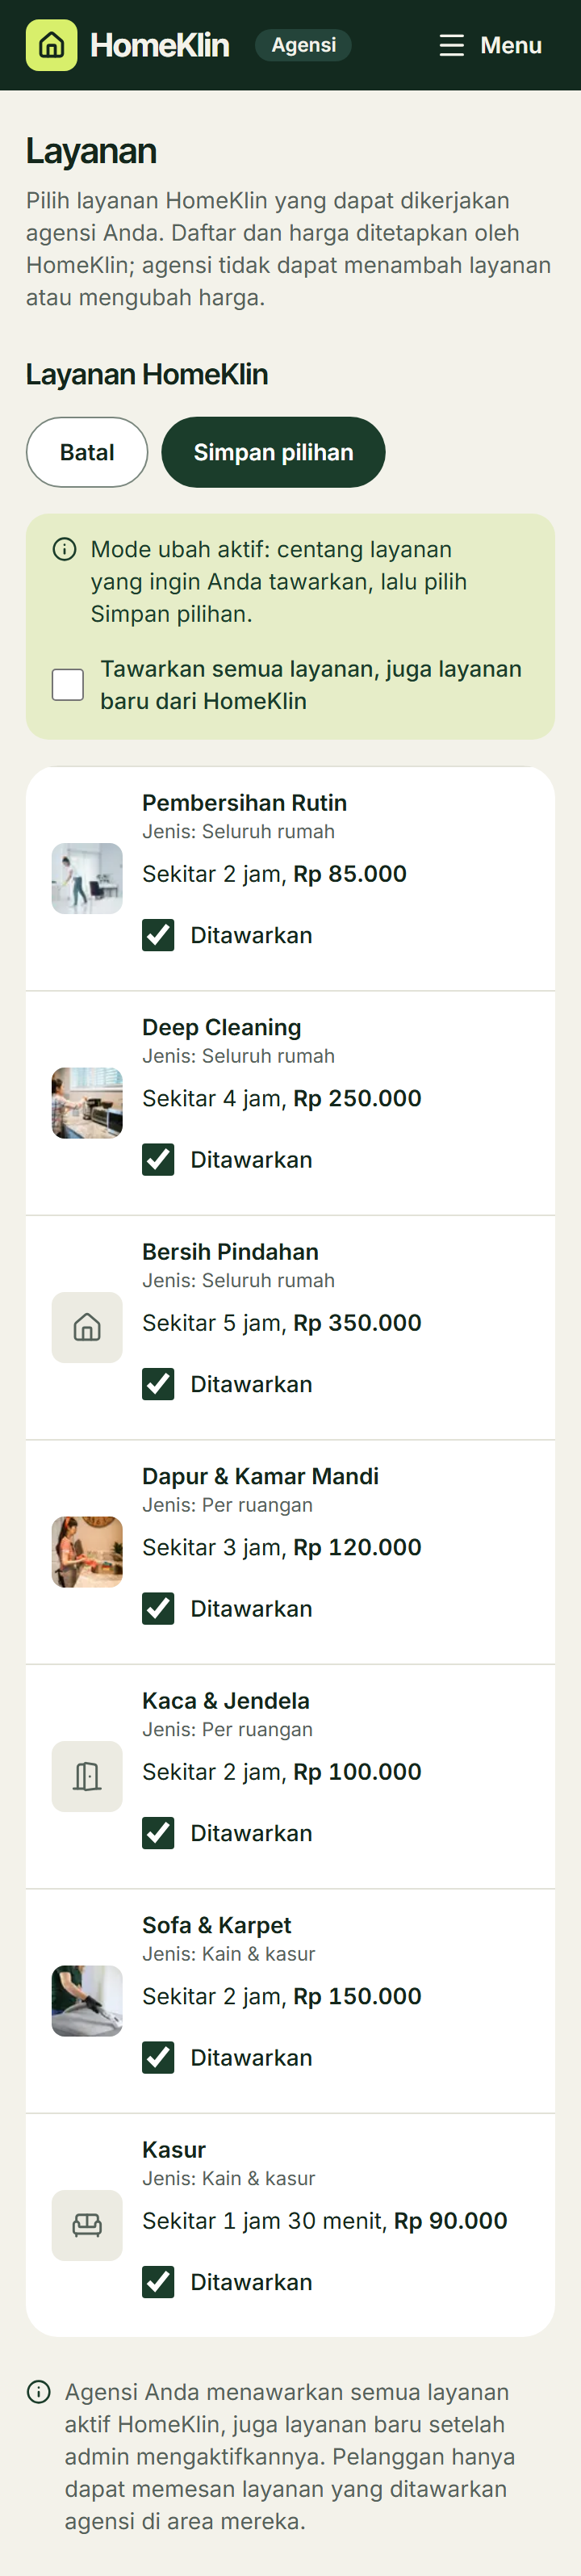 HomeKlin
Agensi
Menu
Layanan
Pilih layanan HomeKlin yang dapat dikerjakan
agensi Anda. Daftar dan harga ditetapkan oleh
HomeKlin; agensi tidak dapat menambah layanan
atau mengubah harga.
Layanan HomeKlin
Batal
Simpan pilihan
Mode ubah aktif: centang layanan
yang ingin Anda tawarkan, lalu pilih
Simpan pilihan.
Tawarkan semua layanan, juga layanan
baru dari HomeKlin
Pembersihan Rutin
Jenis: Seluruh rumah
Sekitar 2 jam, Rp 85.000
Ditawarkan
Deep Cleaning
Jenis: Seluruh rumah
Sekitar 4 jam, Rp 250.000
Ditawarkan
Bersih Pindahan
Jenis: Seluruh rumah
Sekitar 5 jam, Rp 350.000
Ditawarkan
Dapur & Kamar Mandi
Jenis: Per ruangan
Sekitar 3 jam, Rp 120.000
Ditawarkan
Kaca & Jendela
Jenis: Per ruangan
Sekitar 2 jam, Rp 100.000
Ditawarkan
Sofa & Karpet
Jenis: Kain & kasur
Sekitar 2 jam, Rp 150.000
Ditawarkan
Kasur
Jenis: Kain & kasur
Sekitar 1 jam 30 menit, Rp 90.000
Ditawarkan
Agensi Anda menawarkan semua layanan
aktif HomeKlin, juga layanan baru setelah
admin mengaktifkannya. Pelanggan hanya
dapat memesan layanan yang ditawarkan
agensi di area mereka.